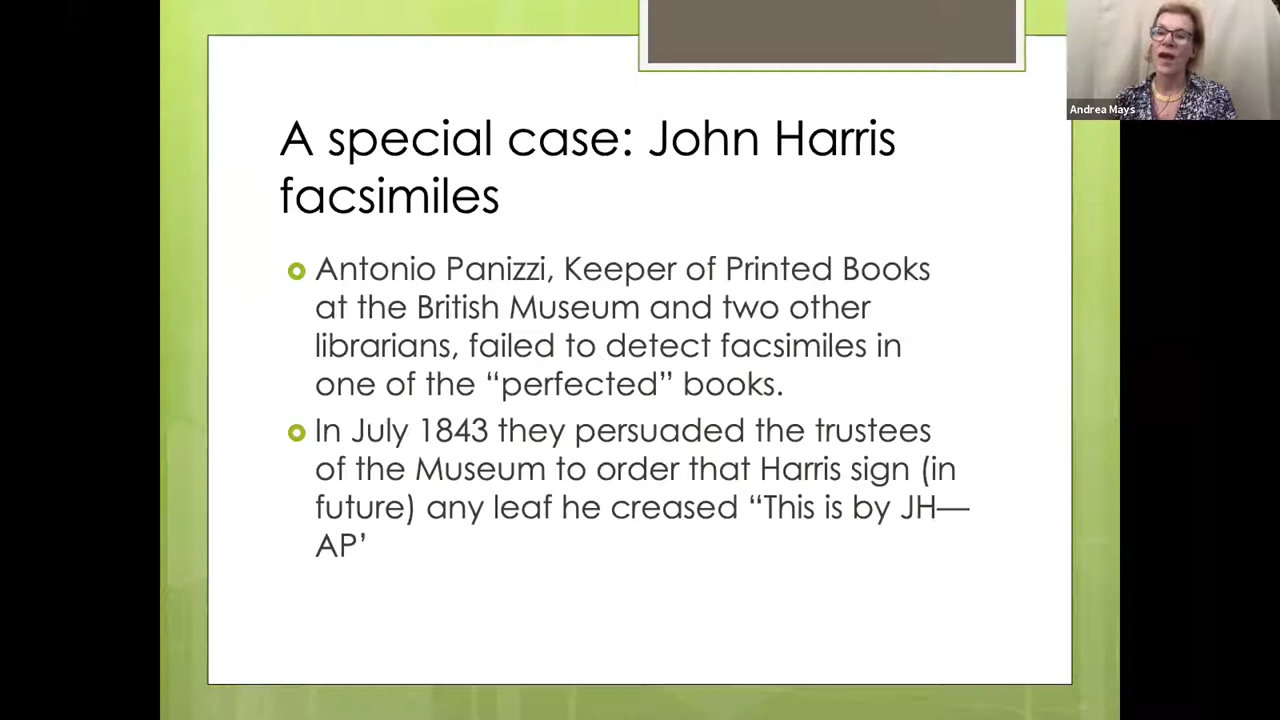 Andrea Mays
A special case: John Harris
facsimiles
Antonio Panizzi, Keeper of Printed Books
at the British Museum and two other
librarians, failed to detect facsimiles in
one of the “perfected” books.
In July 1843 they persuaded the trustees
of the Museum to order that Harris sign (in
future) any leaf he creased “This is by JH—
AP’